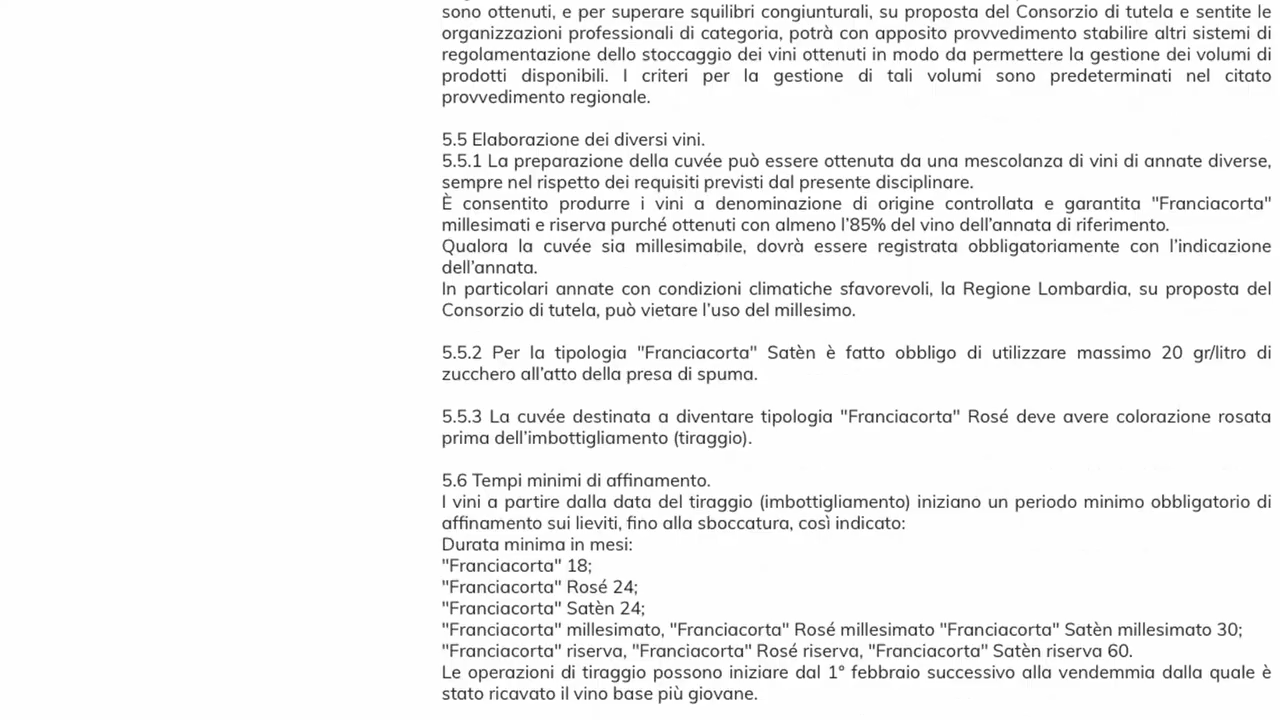 sono ottenuti, e per superare squilibri congiunturali, su proposta del Consorzio di tutela e sentite le
organizzazioni professionali di categoria, potrà con apposito provvedimento stabilire altri sistemi di
regolamentazione dello stoccaggio dei vini ottenuti in modo da permettere la gestione dei volumi di
prodotti disponibili. I criteri per la gestione di tali volumi sono predeterminati nel citato
provvedimento regionale.
5.5 Elaborazione dei diversi vini.
5.5.1 La preparazione della cuvée può essere ottenuta da una mescolanza di vini di annate diverse,
sempre nel rispetto dei requisiti previsti dal presente disciplinare.
È consentito produrre i vini a denominazione di origine controllata e garantita "Franciacorta"
millesimati e riserva purché ottenuti con almeno l’85% del vino dell’annata di riferimento.
Qualora la cuvée sia millesimabile, dovrà essere registrata obbligatoriamente con l’indicazione
dell’annata.
In particolari annate con condizioni climatiche sfavorevoli, la Regione Lombardia, su proposta del
Consorzio di tutela, può vietare l’uso del millesimo.
5.5.2 Per la tipologia "Franciacorta" Satèn è fatto obbligo di utilizzare massimo 20 gr/litro di
zucchero all’atto della presa di spuma.
5.5.3 La cuvée destinata a diventare tipologia "Franciacorta" Rosé deve avere colorazione rosata
prima dell’imbottigliamento (tiraggio).
5.6 Tempi minimi di affinamento.
I vini a partire dalla data del tiraggio (imbottigliamento) iniziano un periodo minimo obbligatorio di
affinamento sui lieviti, fino alla sboccatura, così indicato:
Durata minima in mesi:
"Franciacorta" 18;
"Franciacorta" Rosé 24;
"Franciacorta" Satèn 24;
"Franciacorta" millesimato, "Franciacorta" Rosé millesimato "Franciacorta" Satèn millesimato 30;
"Franciacorta" riserva, "Franciacorta" Rosé riserva, "Franciacorta" Satèn riserva 60.
Le operazioni di tiraggio possono iniziare dal 1° febbraio successivo alla vendemmia dalla quale è
stato ricavato il vino base più giovane.